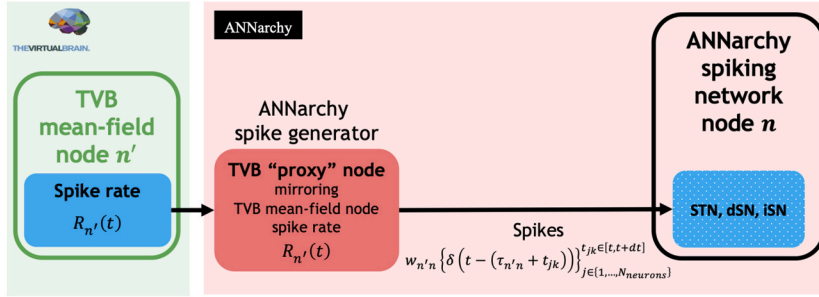 THEVIRTUALBRAIN.
TVB
mean-field
node n′
Spike rate
R_{n′}(t)
ANNarchy
ANNarchy
spike generator
TVB “proxy” node
mirroring
TVB mean-field node
spike rate
R_{n′}(t)
Spikes
w_{n′n} {δ (t − (τ_{n′n} + t_{jk}))}^{t_{jk}∈[t,t+dt]}_{j∈{1,…,N_{neurons}}}
ANNarchy
spiking
network
node n
STN, dSN, iSN